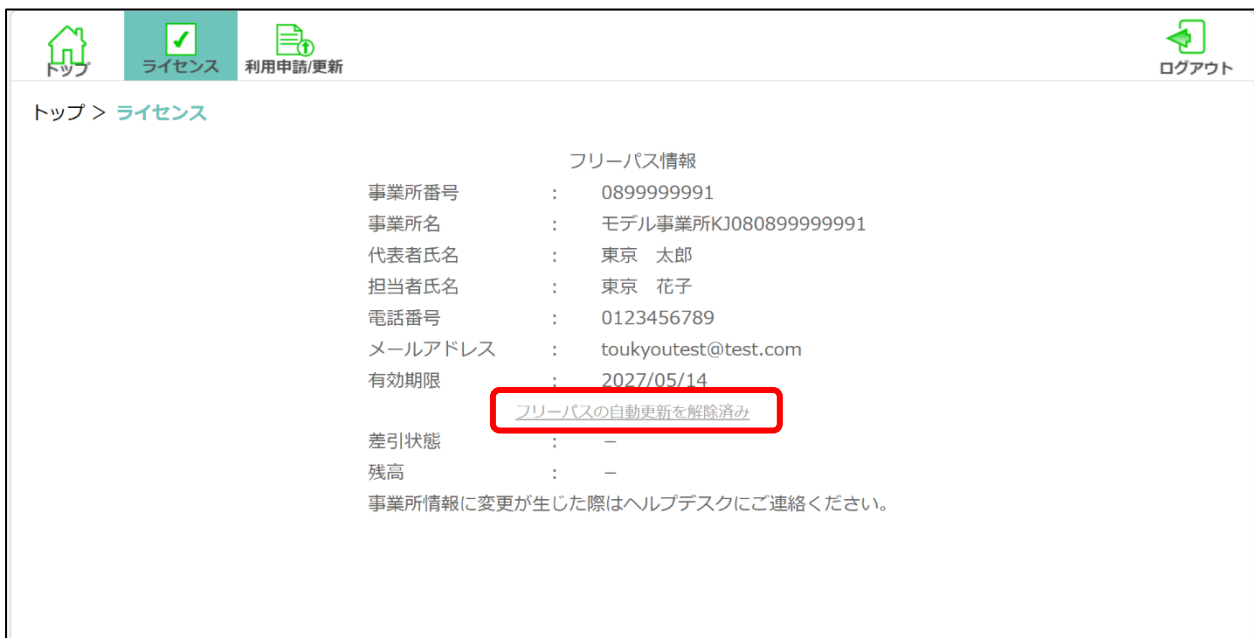 トップ ライセンス 利用申請/更新 ログアウト
トップ > ライセンス
フリーパス情報
事業所番号 : 0899999991
事業所名 : モデル事業所KJ080899999991
代表者氏名 : 東京　太郎
担当者氏名 : 東京　花子
電話番号 : 0123456789
メールアドレス : toukyoutest@test.com
有効期限 : 2027/05/14
フリーパスの自動更新を解除済み
差引状態 : －
残高 : －
事業所情報に変更が生じた際はヘルプデスクにご連絡ください。